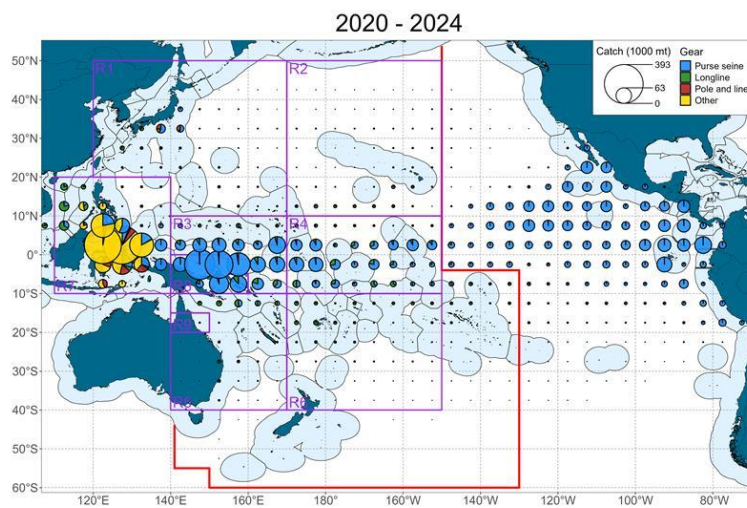 2020 - 2024
Catch (1000 mt)
393
63
0
Gear
Purse seine
Longline
Pole and line
Other
50°N
40°N
30°N
20°N
10°N
0°
10°S
20°S
30°S
40°S
50°S
60°S
R1
R2
R3
R4
R7
R5
R6
120°E
140°E
160°E
180°
160°W
140°W
120°W
100°W
80°W